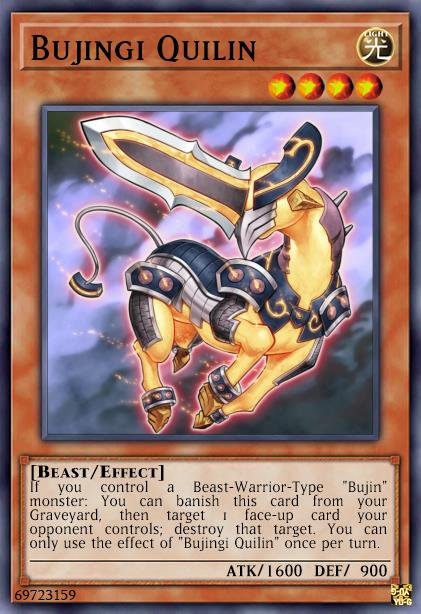 Bujingi Quilin
LIGHT
光
[Beast/Effect]
If you control a Beast-Warrior-Type "Bujin"
monster: You can banish this card from your
Graveyard, then target 1 face-up card your
opponent controls; destroy that target. You can
only use the effect of "Bujingi Quilin" once per turn.
ATK/1600 DEF/ 900
69723159